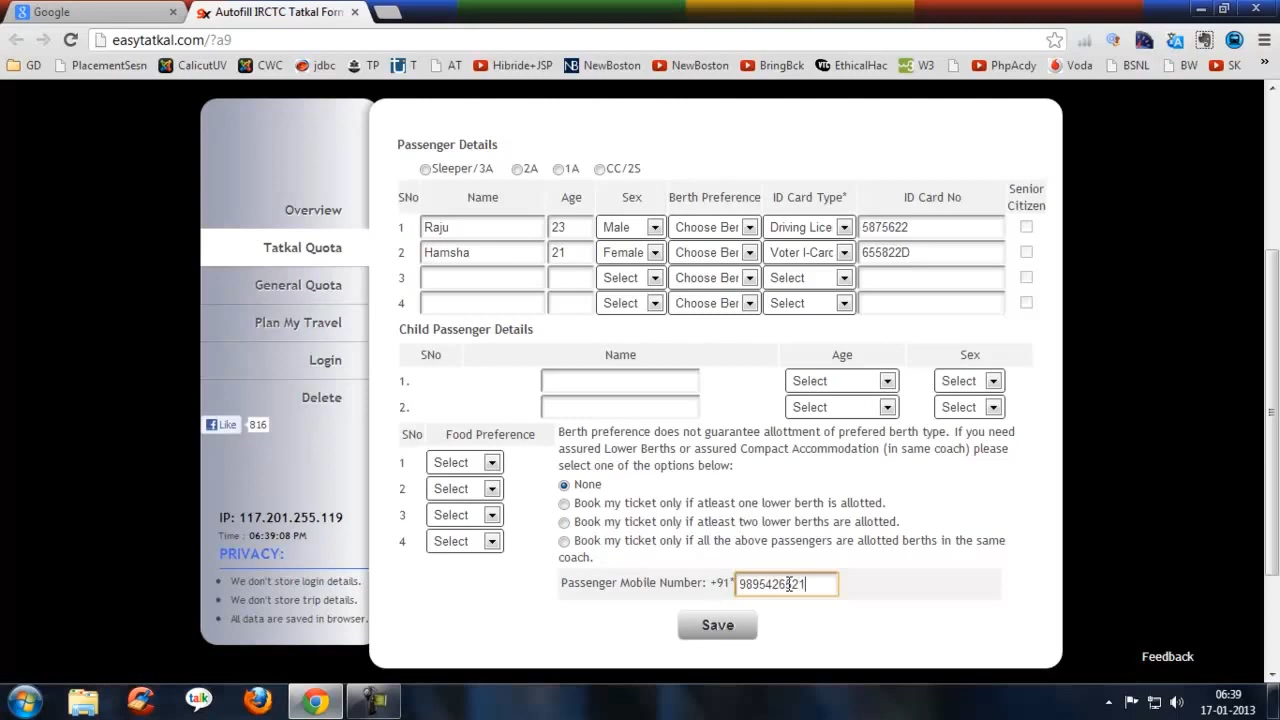 Google
Autofill IRCTC Tatkal Form
easytatkal.com/?a9
GD PlacementSesn CalicutUV CWC jdbc TP T AT Hibride+JSP NewBoston NewBoston BringBck EthicalHac W3 PhpAcdy Voda BSNL BW SK »
Passenger Details
Sleeper/3A 2A 1A CC/2S
SNo Name Age Sex Berth Preference ID Card Type* ID Card No Senior Citizen
1 Raju 23 Male Choose Ber Driving Lice 5875622
2 Hamsha 21 Female Choose Ber Voter I-Card 655822D
3 Select Choose Ber Select
4 Select Choose Ber Select
Child Passenger Details
SNo Name Age Sex
1. Select Select
2. Select Select
SNo Food Preference
1 Select
2 Select
3 Select
4 Select
Berth preference does not guarantee allottment of prefered berth type. If you need
assured Lower Berths or assured Compact Accommodation (in same coach) please
select one of the options below:
None
Book my ticket only if atleast one lower berth is allotted.
Book my ticket only if atleast two lower berths are allotted.
Book my ticket only if all the above passengers are allotted berths in the same
coach.
Passenger Mobile Number: +91*
Save
Overview
Tatkal Quota
General Quota
Plan My Travel
Login
Delete
Like 816
IP: 117.201.255.119
Time : 06:39:08 PM
PRIVACY:
We don't store login details.
We don't store trip details.
All data are saved in browser.
Feedback
talk
06:39
17-01-2013